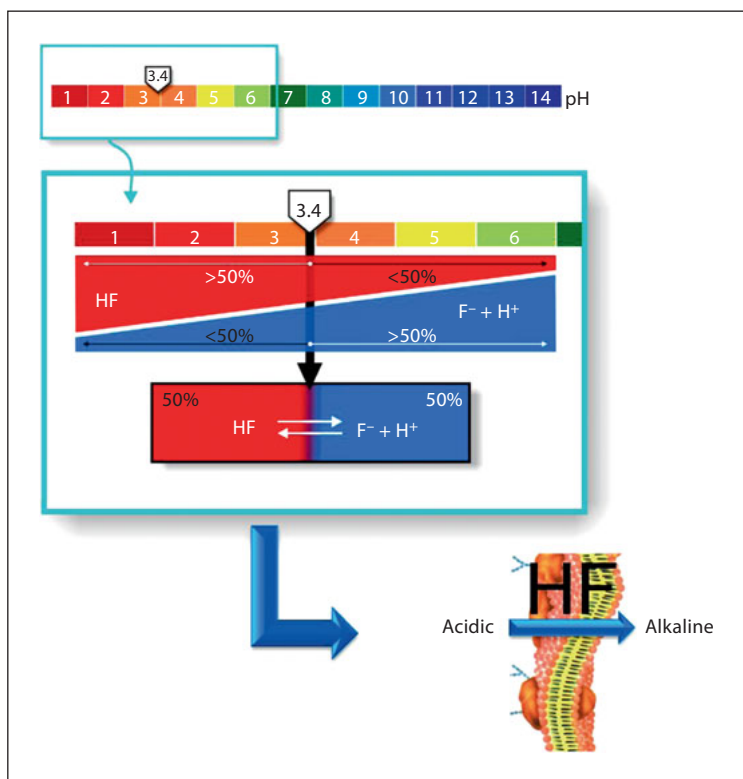 3.4
1 2 3 4 5 6 7 8 9 10 11 12 13 14 pH
3.4
1 2 3 4 5 6
>50% <50%
HF F⁻ + H⁺
<50% >50%
50% 50%
HF F⁻ + H⁺
HF
Acidic Alkaline